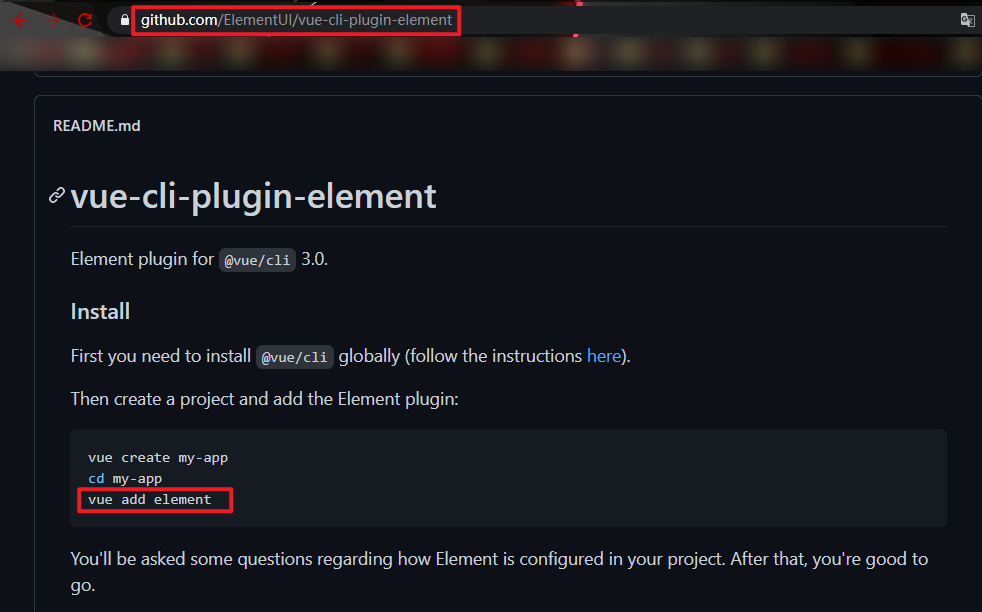 github.com/ElementUI/vue-cli-plugin-element
README.md
vue-cli-plugin-element
Element plugin for @vue/cli 3.0.
Install
First you need to install @vue/cli globally (follow the instructions here).
Then create a project and add the Element plugin:
vue create my-app
cd my-app
vue add element
You'll be asked some questions regarding how Element is configured in your project. After that, you're good to
go.